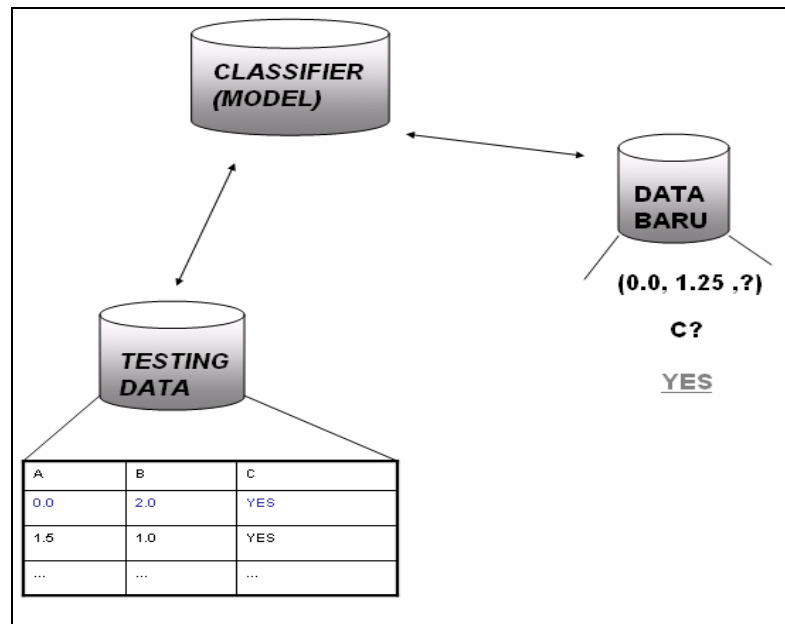 CLASSIFIER
(MODEL)
DATA
BARU
(0.0, 1.25 ,?)
C?
YES
TESTING
DATA
A B C
0.0 2.0 YES
1.5 1.0 YES
... ... ...